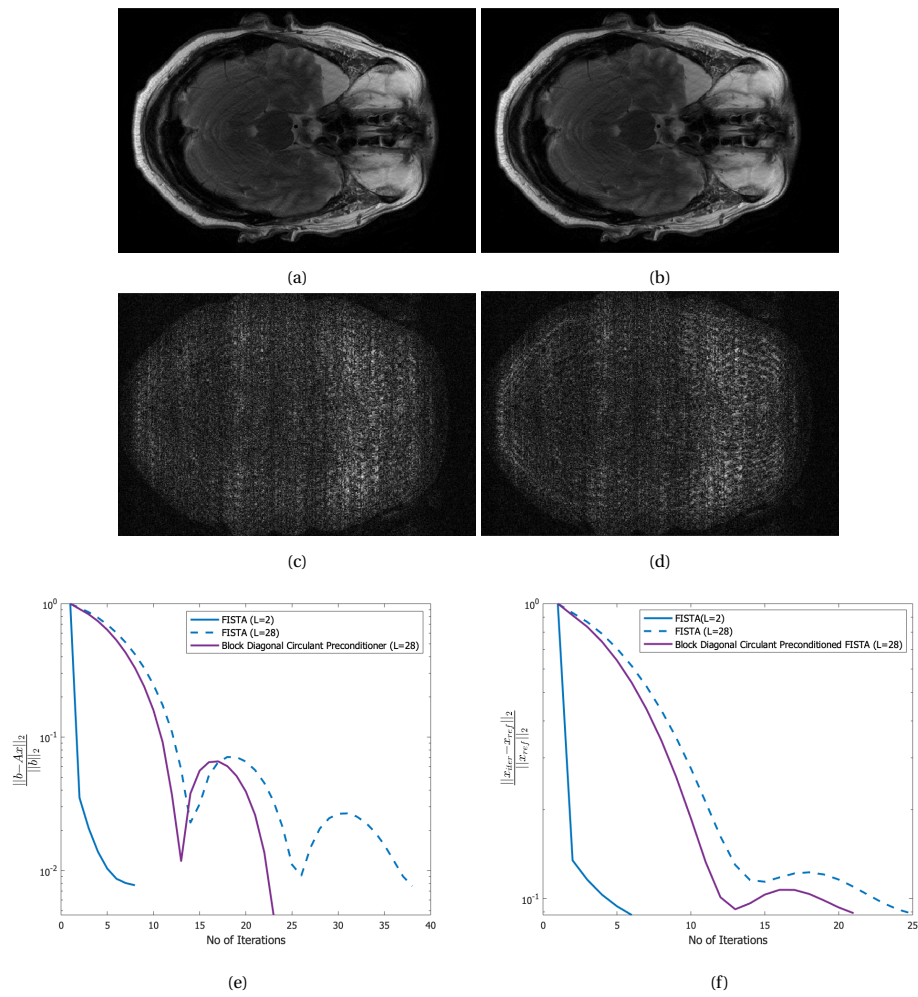 (a)
(b)
(c)
(d)
10^0
10^-1
10^-2
||b−Ax||_2
||b||_2
FISTA (L=2)
FISTA (L=28)
Block Diagonal Circulant Preconditioner (L=28)
0 5 10 15 20 25 30 35 40
No of Iterations
(e)
10^0
10^-1
||x_iter−x_ref||_2
||x_ref||_2
FISTA(L=2)
FISTA (L=28)
Block Diagonal Circulant Preconditioned FISTA (L=28)
0 5 10 15 20 25
No of Iterations
(f)